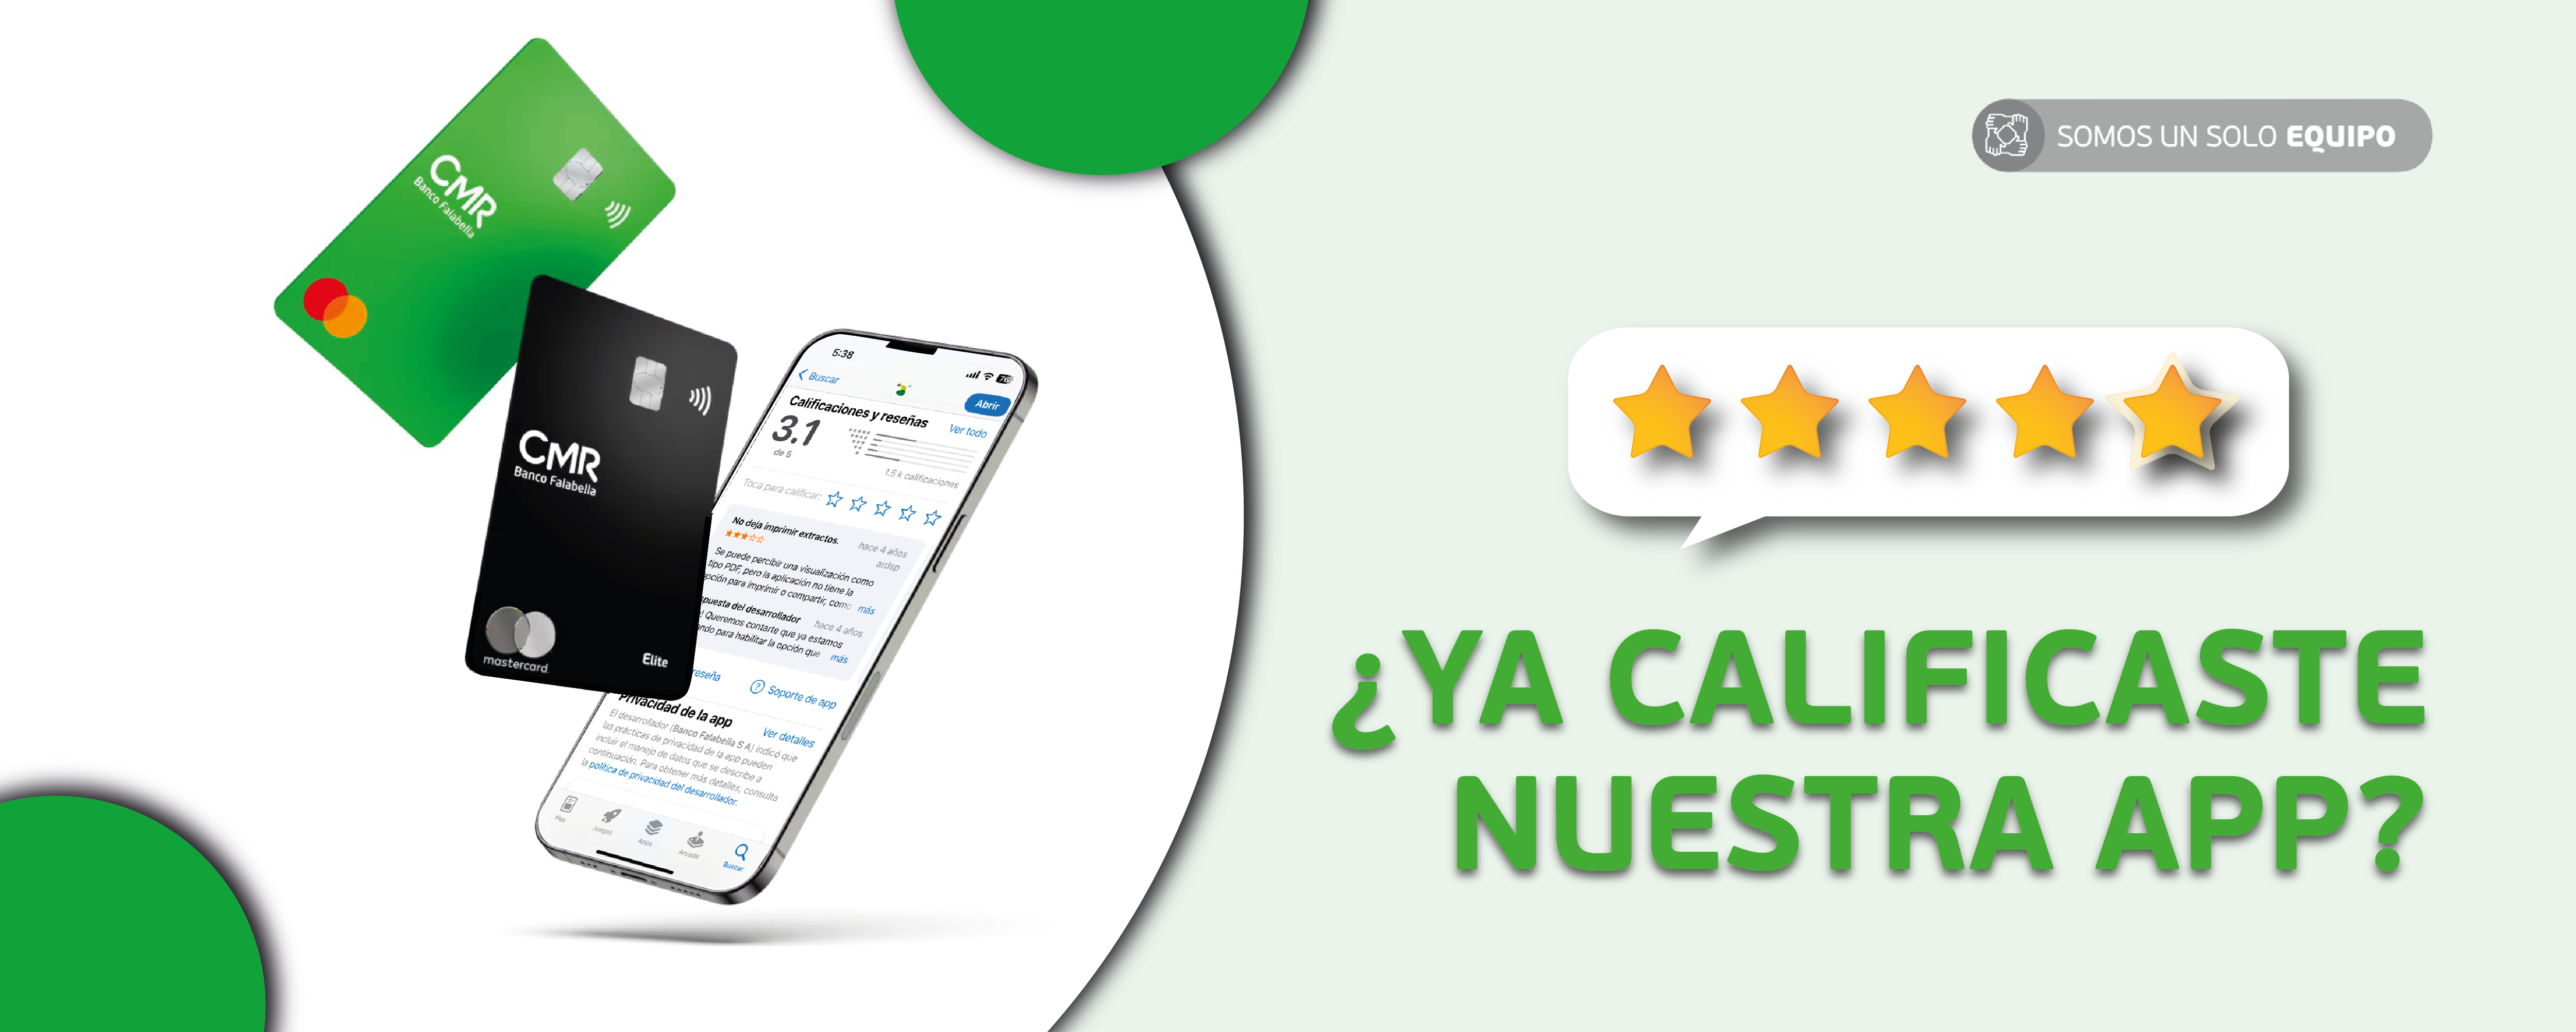 SOMOS UN SOLO EQUIPO
¿YA CALIFICASTE
NUESTRA APP?
CMR
Banco Falabella
CMR
Banco Falabella
mastercard.
Elite
5:38
76
Buscar
Abrir
Calificaciones y reseñas
Ver todo
3.1
de 5
1.5 k calificaciones
Toca para calificar:
No deja imprimir extractos.
hace 4 años
ardsp
Se puede percibir una visualización como
tipo PDF, pero la aplicación no tiene la
opción para imprimir o compartir, como más
puesta del desarrollador hace 4 años
! Queremos contarte que ya estamos
ando para habilitar la opción que más
reseña
Soporte de app
Privacidad de la app
Ver detalles
El desarrollador (Banco Falabella S A) indicó que
las prácticas de privacidad de la app pueden
incluir el manejo de datos que se describe a
continuación. Para obtener más detalles, consulta
la política de privacidad del desarrollador.
Hoy
Juegos
Apps
Arcade
Buscar